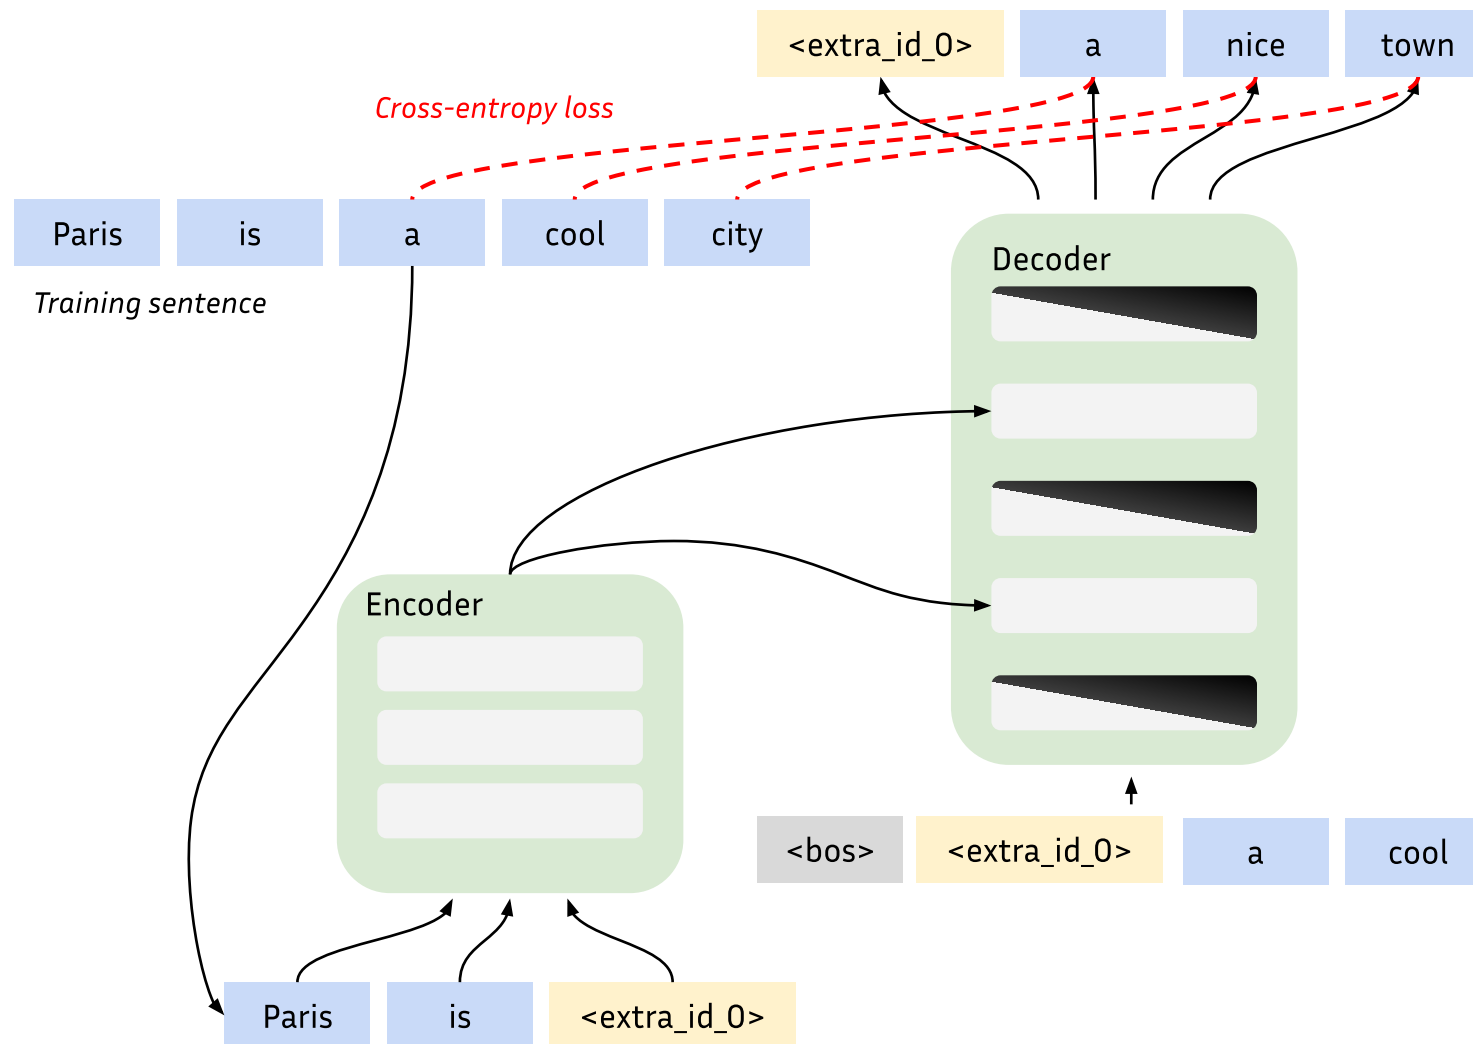 <extra_id_0> a nice town
Cross-entropy loss
Paris is a cool city
Training sentence
Decoder
Encoder
<bos> <extra_id_0> a cool
Paris is <extra_id_0>